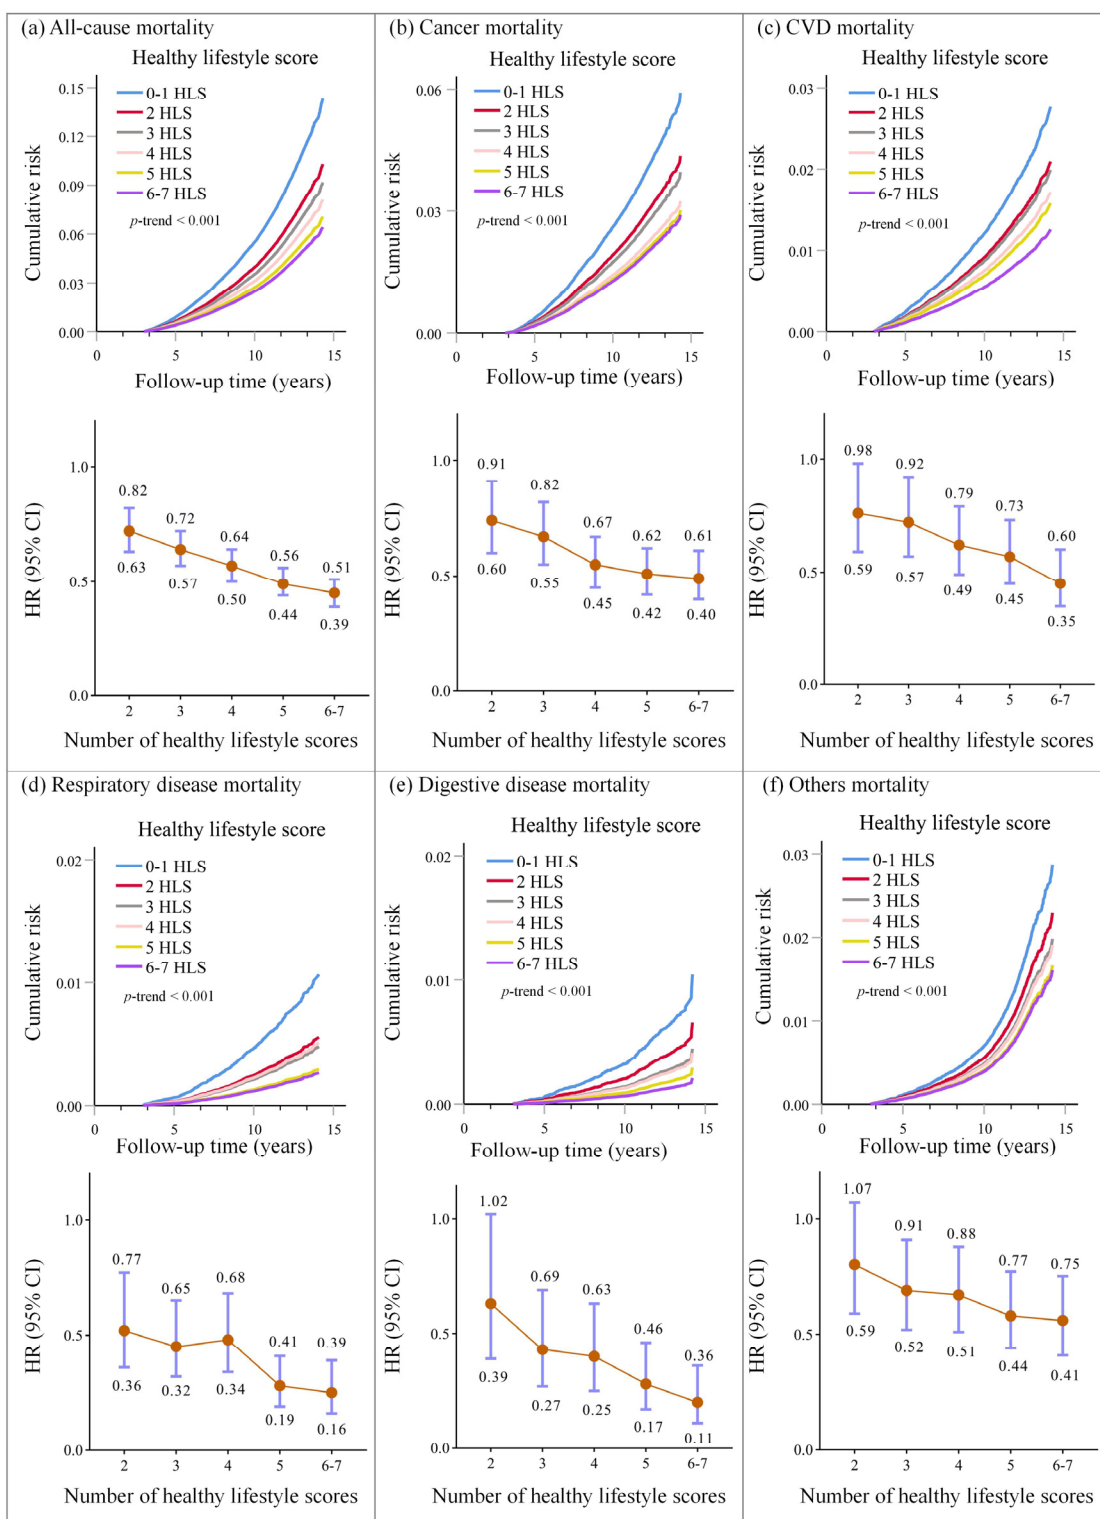 (a) All-cause mortality
Healthy lifestyle score
0-1 HLS
2 HLS
3 HLS
4 HLS
5 HLS
6-7 HLS
p-trend < 0.001
Cumulative risk
0.15
0.12
0.09
0.06
0.03
0.00
0
5
10
15
Follow-up time (years)
HR (95% CI)
1.0
0.5
0.0
0.82
0.72
0.64
0.56
0.51
0.63
0.57
0.50
0.44
0.39
2
3
4
5
6-7
Number of healthy lifestyle scores
(b) Cancer mortality
Healthy lifestyle score
0-1 HLS
2 HLS
3 HLS
4 HLS
5 HLS
6-7 HLS
p-trend < 0.001
Cumulative risk
0.06
0.03
0.00
0
5
10
15
Follow-up time (years)
HR (95% CI)
1.0
0.5
0.0
0.91
0.82
0.67
0.62
0.61
0.60
0.55
0.45
0.42
0.40
2
3
4
5
6-7
Number of healthy lifestyle scores
(c) CVD mortality
Healthy lifestyle score
0-1 HLS
2 HLS
3 HLS
4 HLS
5 HLS
6-7 HLS
p-trend < 0.001
Cumulative risk
0.03
0.02
0.01
0.00
0
5
10
15
Follow-up time (years)
HR (95% CI)
1.0
0.5
0.0
0.98
0.92
0.79
0.73
0.60
0.59
0.57
0.49
0.45
0.35
2
3
4
5
6-7
Number of healthy lifestyle scores
(d) Respiratory disease mortality
Healthy lifestyle score
0-1 HLS
2 HLS
3 HLS
4 HLS
5 HLS
6-7 HLS
p-trend < 0.001
Cumulative risk
0.02
0.01
0.00
0
5
10
15
Follow-up time (years)
HR (95% CI)
1.0
0.5
0.0
0.77
0.65
0.68
0.41
0.39
0.36
0.32
0.34
0.19
0.16
2
3
4
5
6-7
Number of healthy lifestyle scores
(e) Digestive disease mortality
Healthy lifestyle score
0-1 HLS
2 HLS
3 HLS
4 HLS
5 HLS
6-7 HLS
p-trend < 0.001
Cumulative risk
0.02
0.01
0.00
0
5
10
15
Follow-up time (years)
HR (95% CI)
1.0
0.5
0.0
1.02
0.69
0.63
0.46
0.36
0.39
0.27
0.25
0.17
0.11
2
3
4
5
6-7
Number of healthy lifestyle scores
(f) Others mortality
Healthy lifestyle score
0-1 HLS
2 HLS
3 HLS
4 HLS
5 HLS
6-7 HLS
p-trend < 0.001
Cumulative risk
0.03
0.02
0.01
0.00
0
5
10
15
Follow-up time (years)
HR (95% CI)
1.0
0.5
0.0
1.07
0.91
0.88
0.77
0.75
0.59
0.52
0.51
0.44
0.41
2
3
4
5
6-7
Number of healthy lifestyle scores